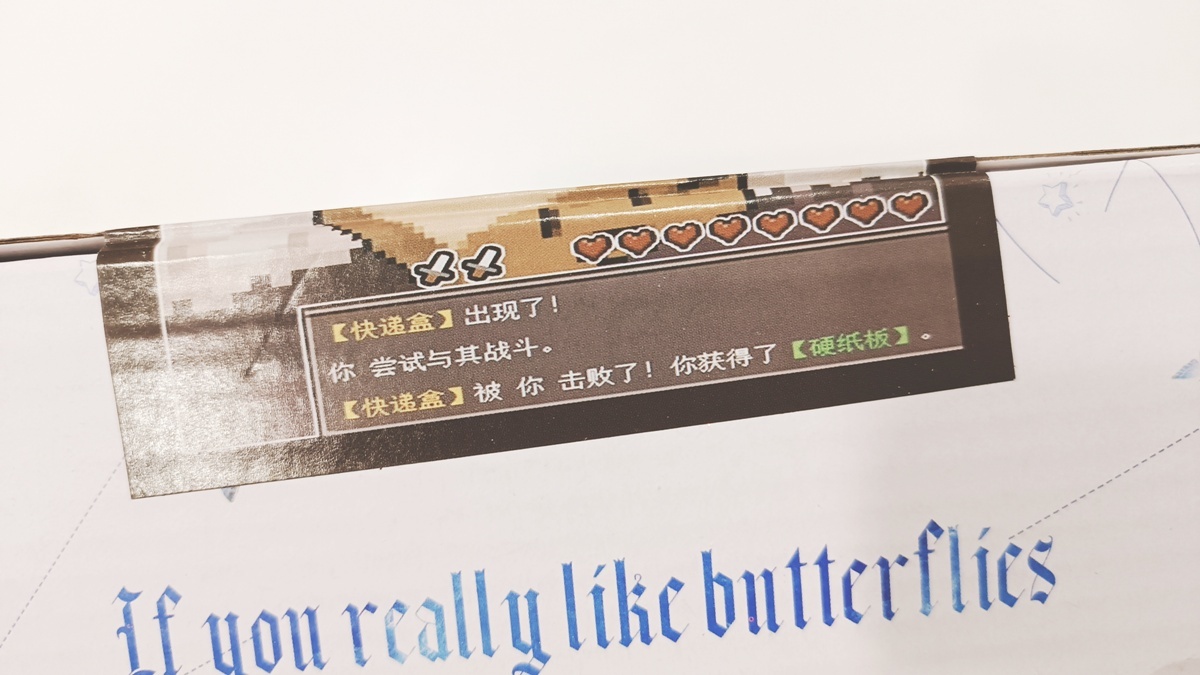 【快递盒】出现了！
你 尝试与其战斗。
【快递盒】被 你 击败了！你获得了【硬纸板】。
If you really like butterflies